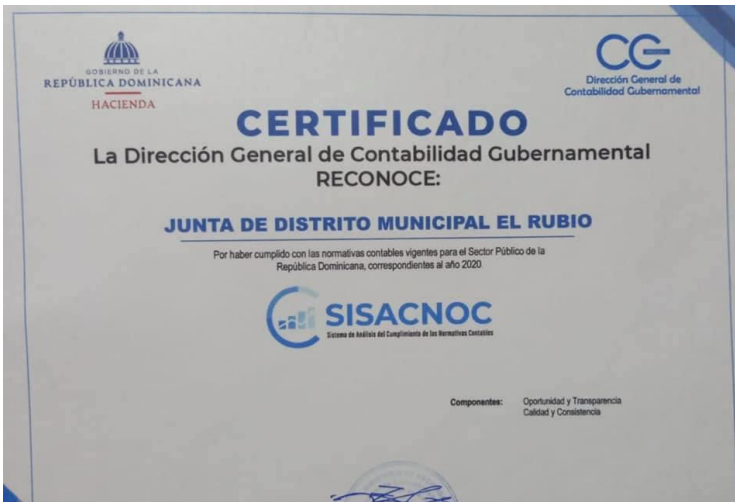 GOBIERNO DE LA
REPÚBLICA DOMINICANA
HACIENDA
CG
Dirección General de
Contabilidad Gubernamental
CERTIFICADO
La Dirección General de Contabilidad Gubernamental
RECONOCE:
JUNTA DE DISTRITO MUNICIPAL EL RUBIO
Por haber cumplido con las normativas contables vigentes para el Sector Público de la
República Dominicana, correspondientes al año 2020
SISACNOC
Sistema de Análisis del Cumplimiento de las Normativas Contables
Componentes: Oportunidad y Transparencia
Calidad y Consistencia